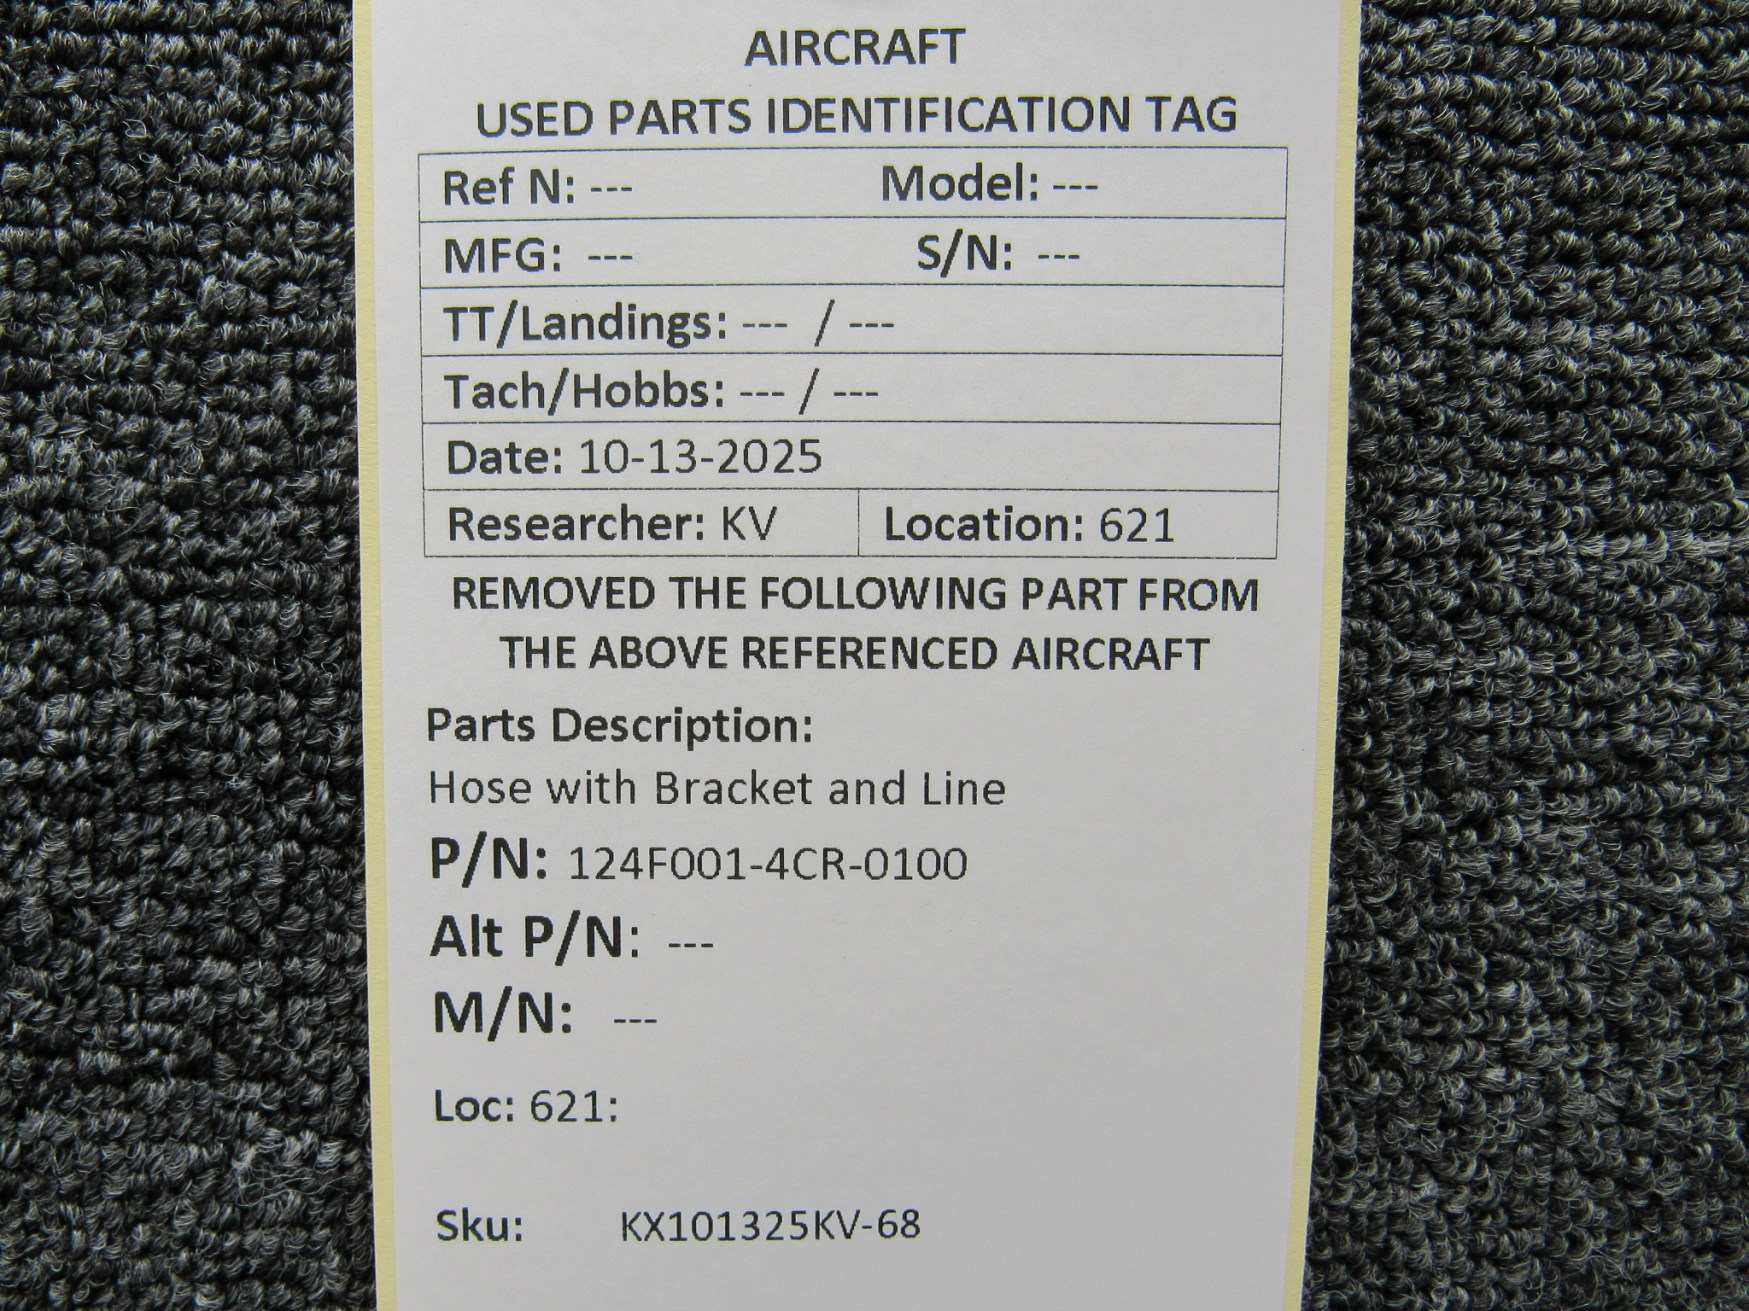 AIRCRAFT
USED PARTS IDENTIFICATION TAG
Ref N: --- Model: ---
MFG: --- S/N: ---
TT/Landings: --- / ---
Tach/Hobbs: --- / ---
Date: 10-13-2025
Researcher: KV Location: 621
REMOVED THE FOLLOWING PART FROM
THE ABOVE REFERENCED AIRCRAFT
Parts Description:
Hose with Bracket and Line
P/N: 124F001-4CR-0100
Alt P/N: ---
M/N: ---
Loc: 621:
Sku: KX101325KV-68